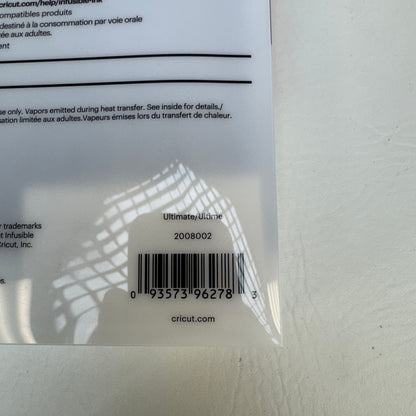 cricut.com/help/infusible-ink
compatibles produits
destiné à la consommation par voie orale
ée aux adultes.
ent
se only. Vapors emitted during heat transfer. See inside for details./
sation limitée aux adultes.Vapeurs émises lors du transfert de chaleur.
r trademarks
t Infusible
Cricut, Inc.
s.
Ultimate/Ultime
2008002
0 93573 96278 3
cricut.com